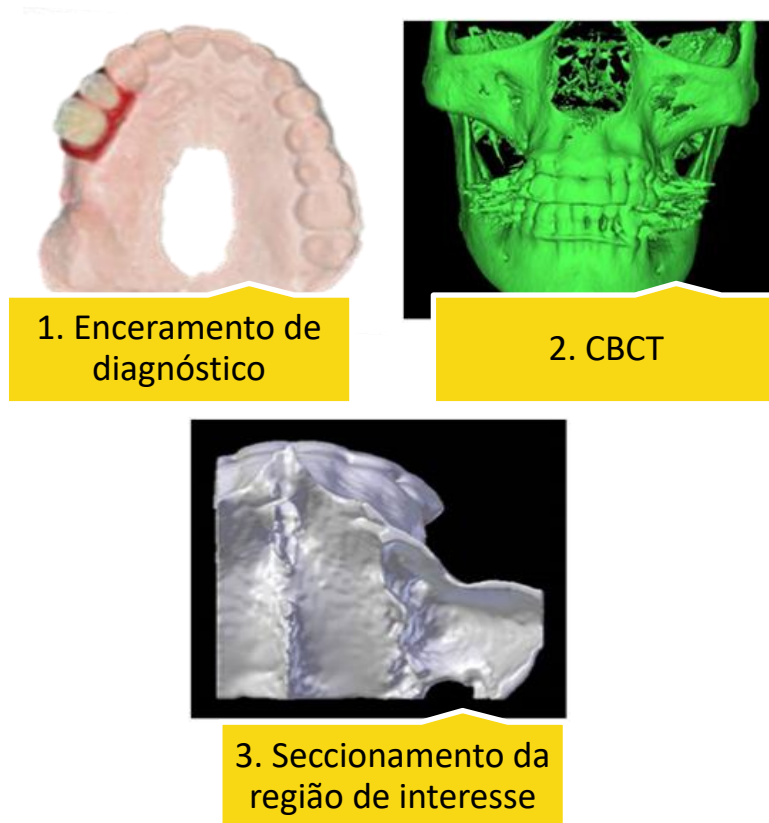 1. Enceramento de
diagnóstico
2. CBCT
3. Seccionamento da
região de interesse